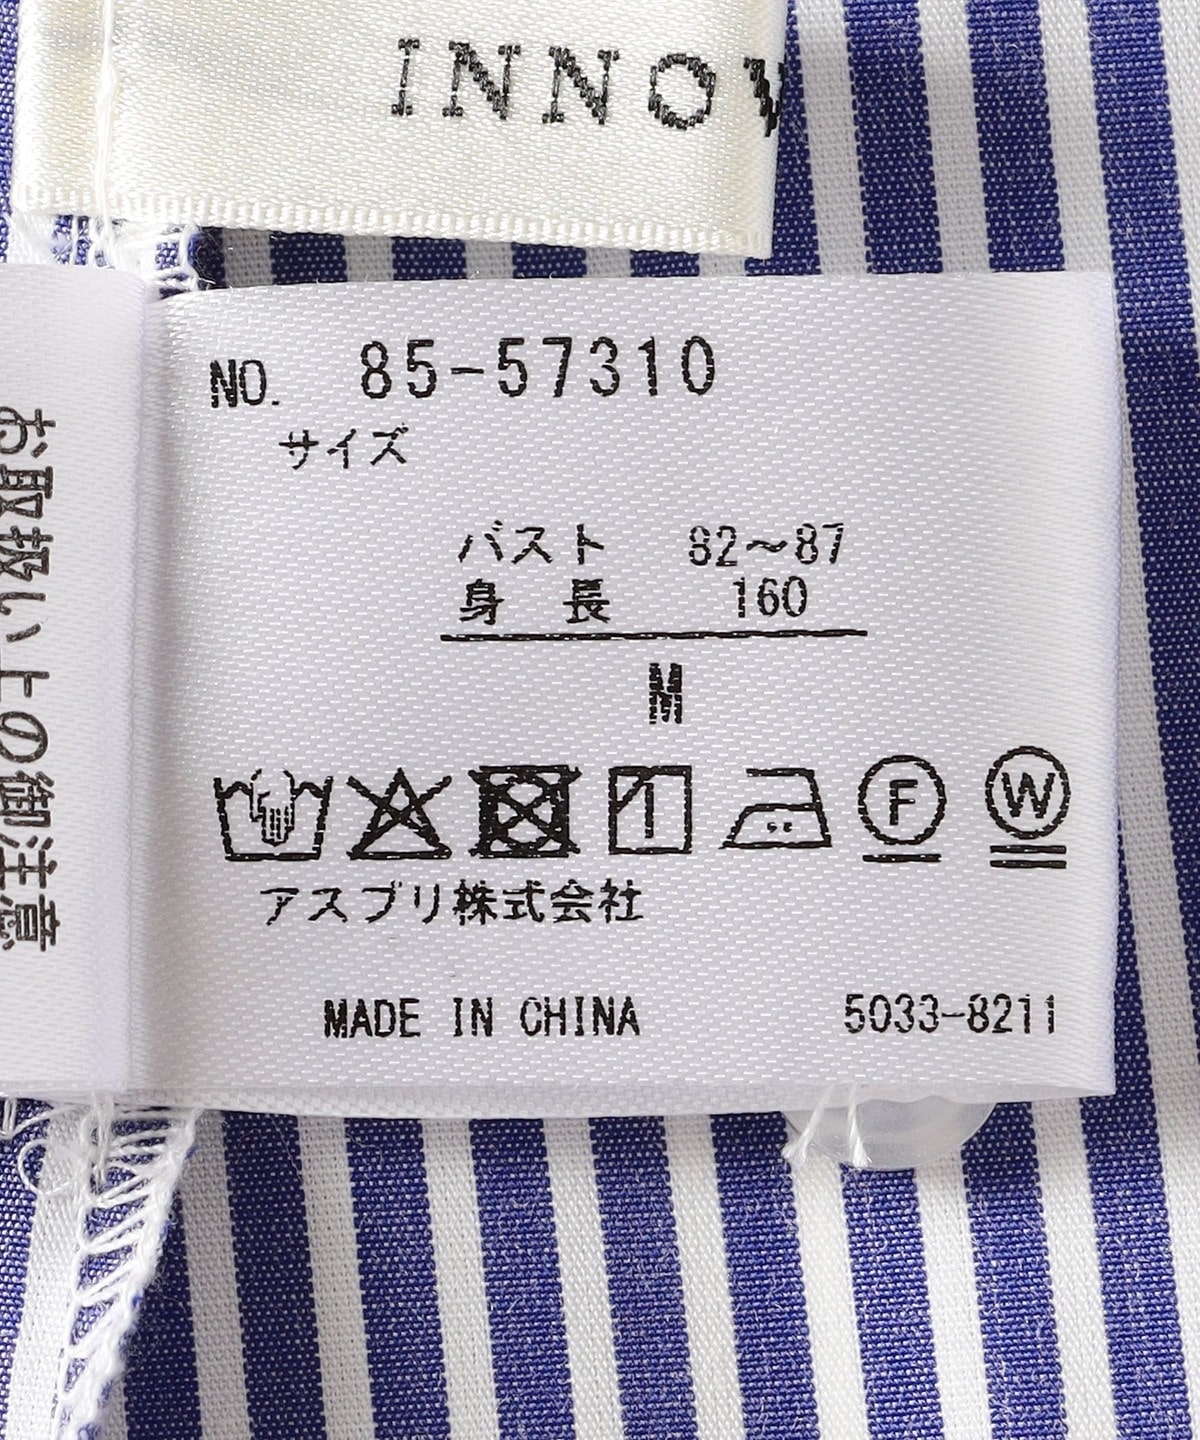 INNOV
NO. 85-57310
サイズ
バスト 82～87
身長 160
M
F
W
アスブリ株式会社
MADE IN CHINA 5033-8211
お取扱い上の御注意